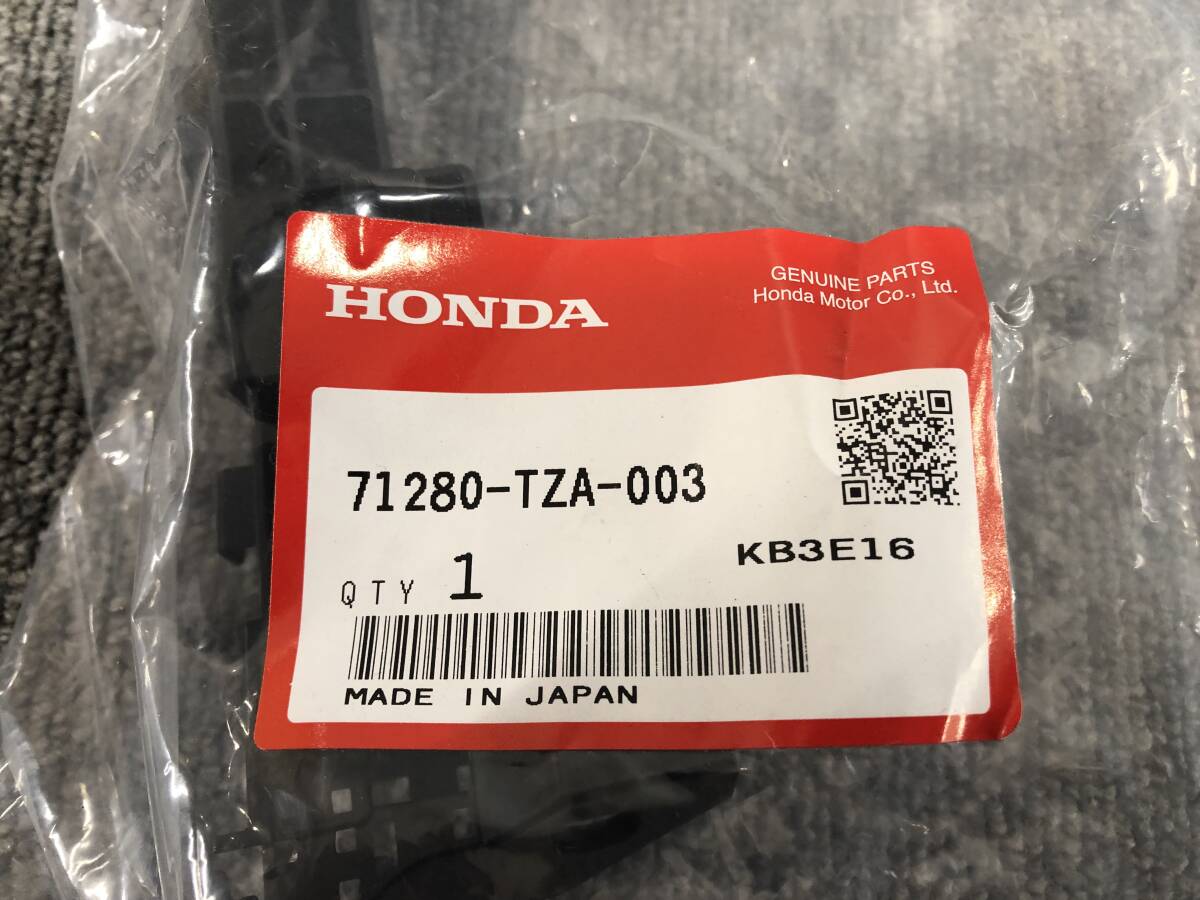 HONDA
GENUINE PARTS
Honda Motor Co., Ltd.
71280-TZA-003
KB3E16
QTY 1
MADE IN JAPAN